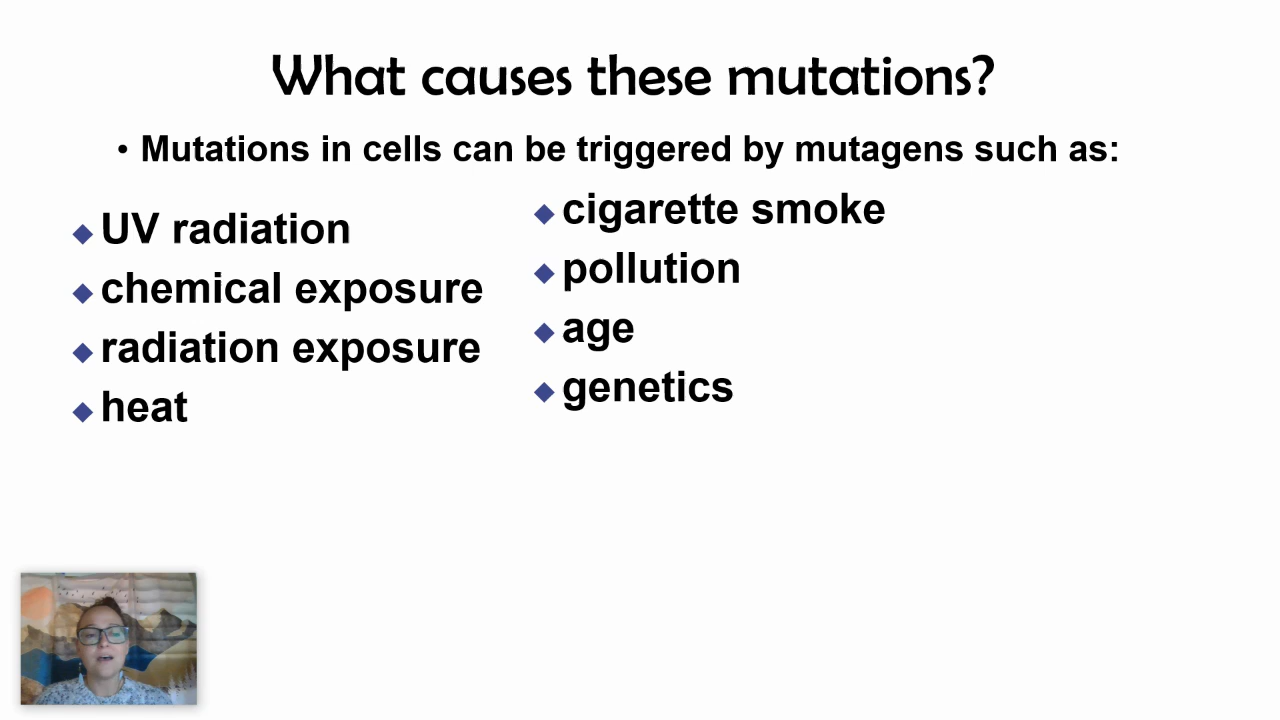 What causes these mutations?
• Mutations in cells can be triggered by mutagens such as:
◆ UV radiation
◆ chemical exposure
◆ radiation exposure
◆ heat
◆ cigarette smoke
◆ pollution
◆ age
◆ genetics